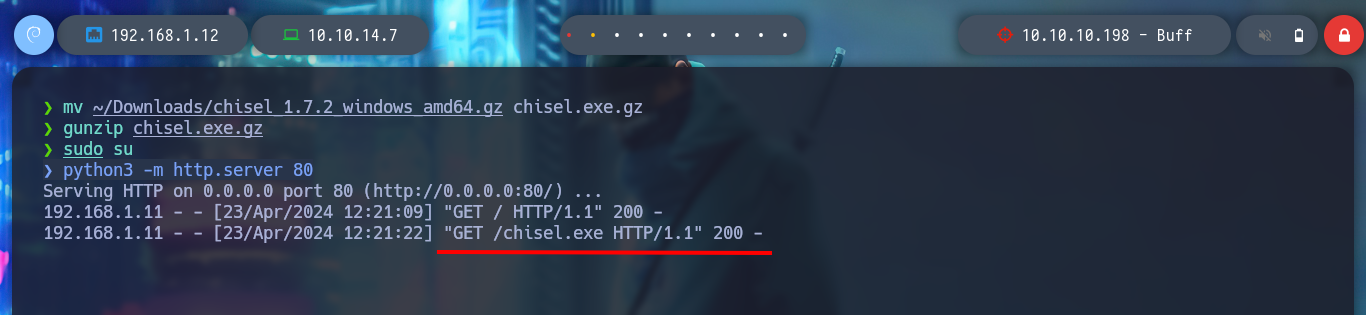 192.168.1.12 10.10.14.7 10.10.10.198 - Buff
❯ mv ~/Downloads/chisel_1.7.2_windows_amd64.gz chisel.exe.gz
❯ gunzip chisel.exe.gz
❯ sudo su
❯ python3 -m http.server 80
Serving HTTP on 0.0.0.0 port 80 (http://0.0.0.0:80/) ...
192.168.1.11 - - [23/Apr/2024 12:21:09] "GET / HTTP/1.1" 200 -
192.168.1.11 - - [23/Apr/2024 12:21:22] "GET /chisel.exe HTTP/1.1" 200 -